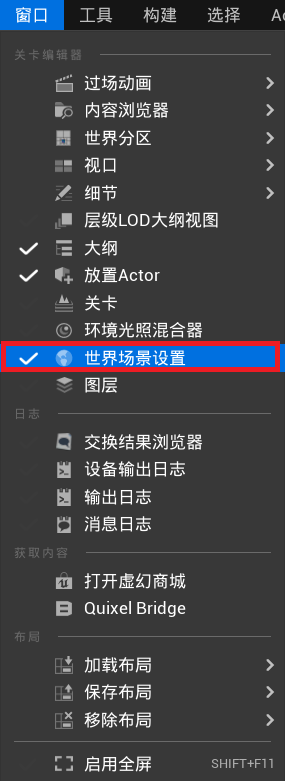 窗口 工具 构建 选择 Ac
关卡编辑器
过场动画
内容浏览器
世界分区
视口
细节
层级LOD大纲视图
大纲
放置Actor
关卡
环境光照混合器
世界场景设置
图层
日志
交换结果浏览器
设备输出日志
输出日志
消息日志
获取内容
打开虚幻商城
Quixel Bridge
布局
加载布局
保存布局
移除布局
启用全屏 SHIFT+F11